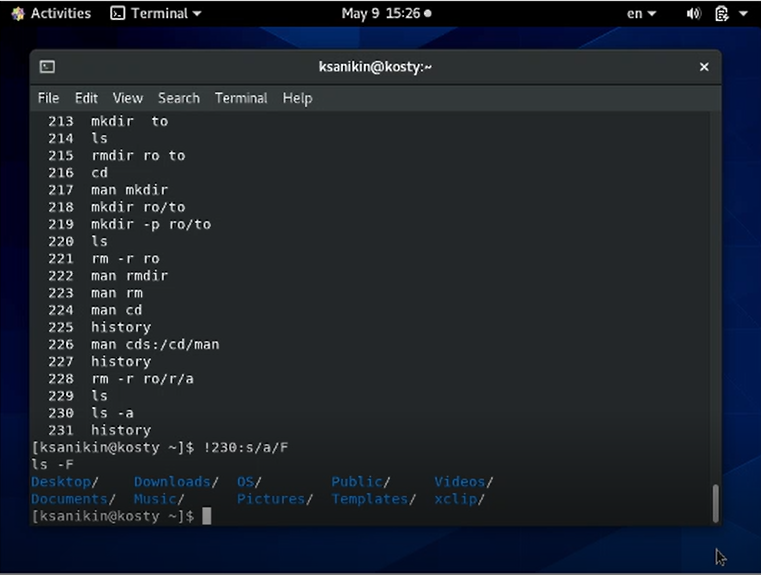 Activities Terminal May 9 15:26 en
ksanikin@kosty:~
File Edit View Search Terminal Help
213 mkdir  to
214 ls
215 rmdir ro to
216 cd
217 man mkdir
218 mkdir ro/to
219 mkdir -p ro/to
220 ls
221 rm -r ro
222 man rmdir
223 man rm
224 man cd
225 history
226 man cds:/cd/man
227 history
228 rm -r ro/r/a
229 ls
230 ls -a
231 history
[ksanikin@kosty ~]$ !230:s/a/F
ls -F
Desktop/ Downloads/ OS/ Public/ Videos/
Documents/ Music/ Pictures/ Templates/ xclip/
[ksanikin@kosty ~]$